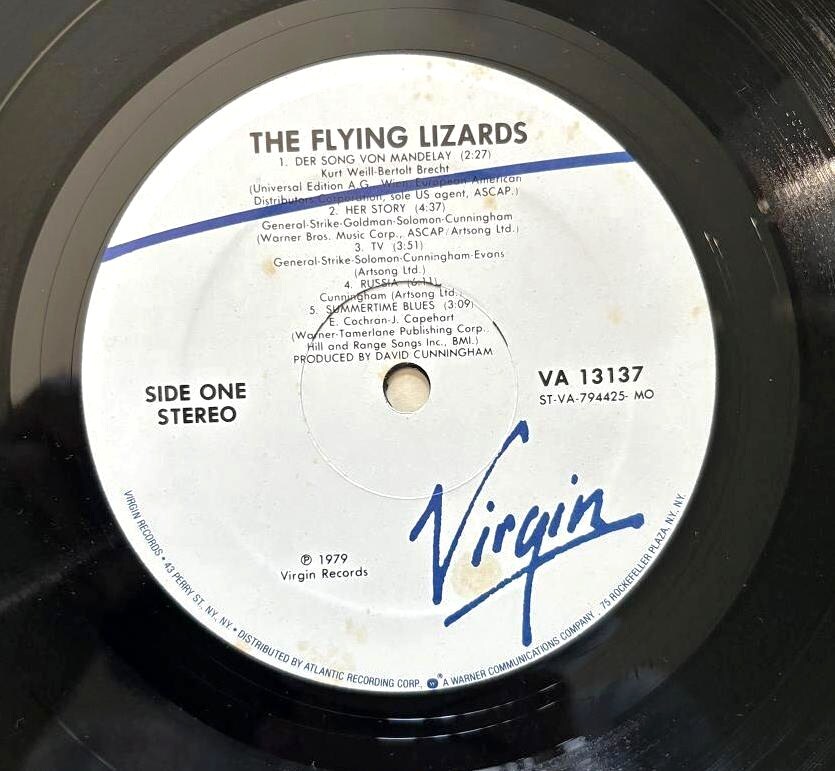 THE FLYING LIZARDS
1. DER SONG VON MANDELAY (2:27)
Kurt Weill-Bertolt Brecht
(Universal Edition A.G., Wien; European American
Distributors Corporation, sole US agent, ASCAP.)
2. HER STORY (4:37)
General-Strike-Goldman-Solomon-Cunningham
(Warner Bros. Music Corp., ASCAP/Artsong Ltd.)
3. TV (3:51)
General-Strike-Solomon-Cunningham-Evans
(Artsong Ltd.)
4. RUSSIA (6:11)
Cunningham (Artsong Ltd.)
5. SUMMERTIME BLUES (3:09)
E. Cochran-J. Capehart
(Warner-Tamerlane Publishing Corp.,
Hill and Range Songs Inc., BMI.)
PRODUCED BY DAVID CUNNINGHAM
SIDE ONE
STEREO
VA 13137
ST-VA-794425- MO
Virgin
℗ 1979
Virgin Records
VIRGIN RECORDS • 43 PERRY ST., NY, NY. • DISTRIBUTED BY ATLANTIC RECORDING CORP., ® A WARNER COMMUNICATIONS COMPANY . 75 ROCKEFELLER PLAZA, NY, NY.